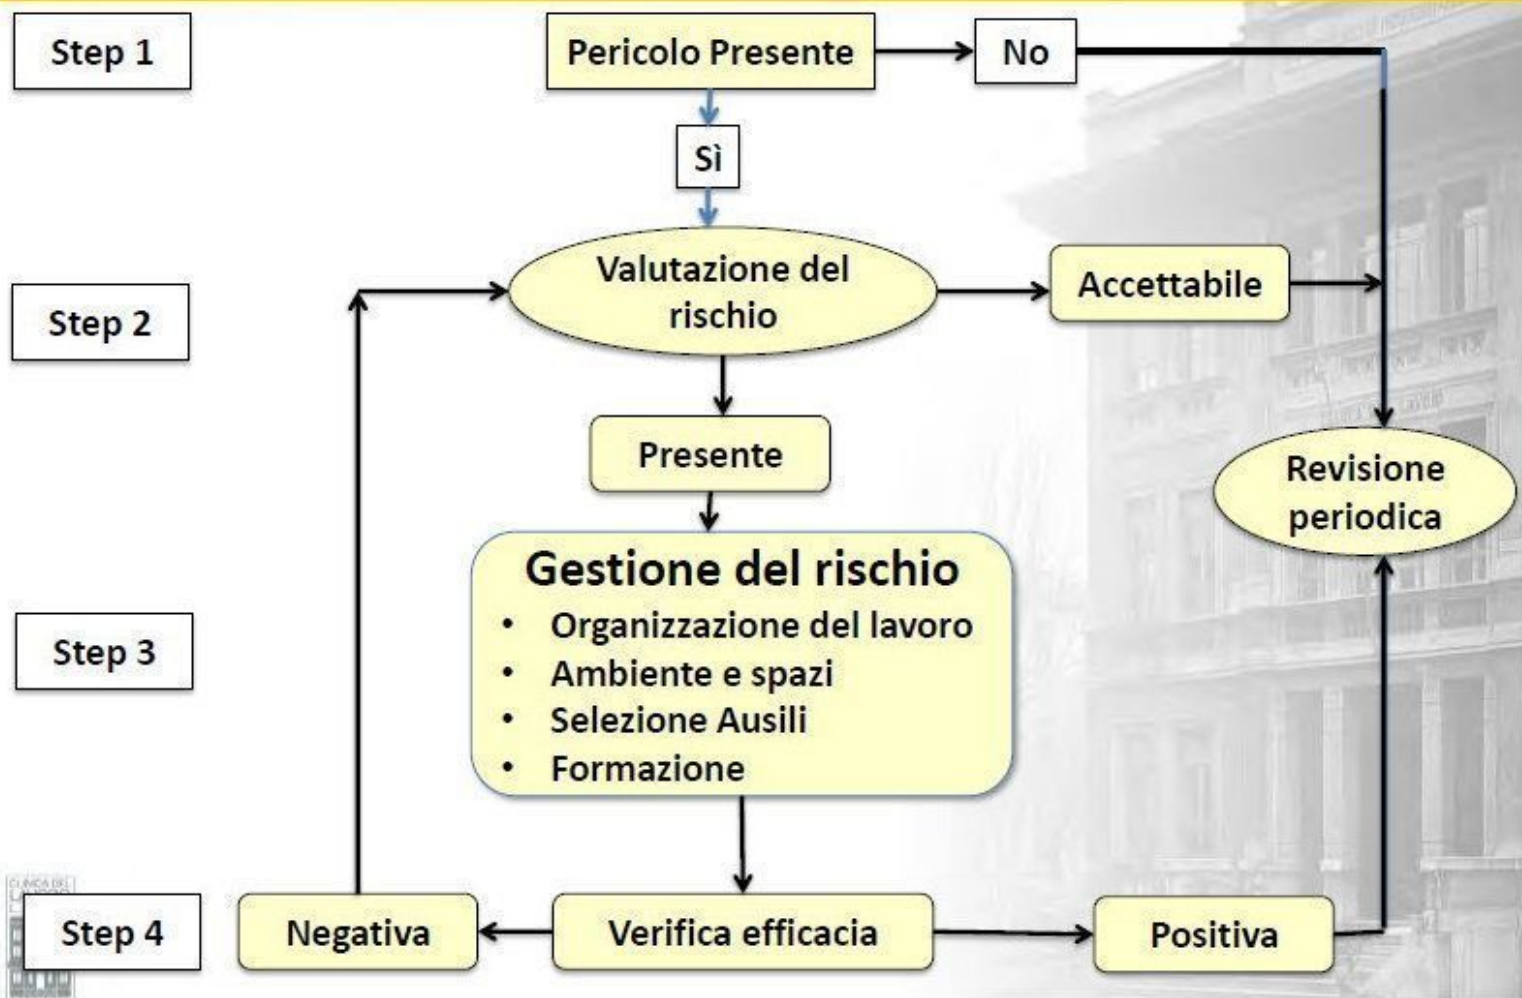 Step 1
Pericolo Presente
No
Sì
Step 2
Valutazione del
rischio
Accettabile
Presente
Revisione
periodica
Step 3
Gestione del rischio
• Organizzazione del lavoro
• Ambiente e spazi
• Selezione Ausili
• Formazione
Step 4
Negativa
Verifica efficacia
Positiva